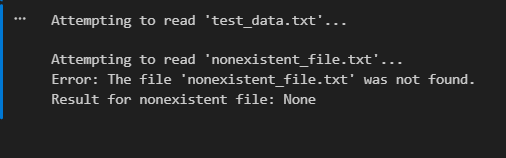 Attempting to read 'test_data.txt'...
Attempting to read 'nonexistent_file.txt'...
Error: The file 'nonexistent_file.txt' was not found.
Result for nonexistent file: None